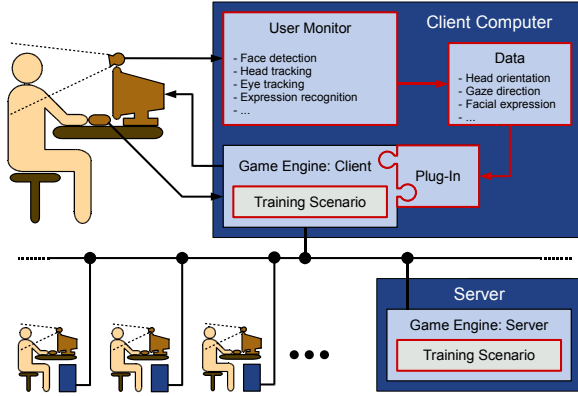 Client Computer
User Monitor
- Face detection
- Head tracking
- Eye tracking
- Expression recognition
- ...
Data
- Head orientation
- Gaze direction
- Facial expression
- ...
Game Engine: Client
Plug-In
Training Scenario
Server
Game Engine: Server
Training Scenario